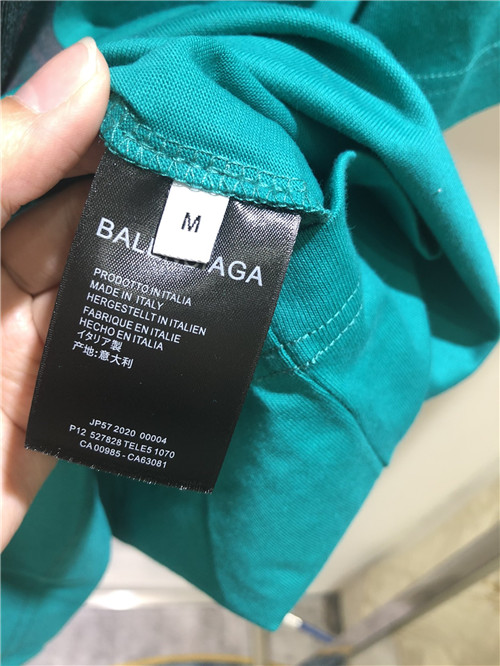 M
PRODOTTO IN ITALIA
MADE IN ITALY
HERGESTELLT IN ITALIEN
FABRIQUE EN ITALIE
HECHO EN ITALIA
イタリア製
产地:意大利
JP57 2020 00004
P12 527828 TELE5 1070
CA 00985 - CA63081